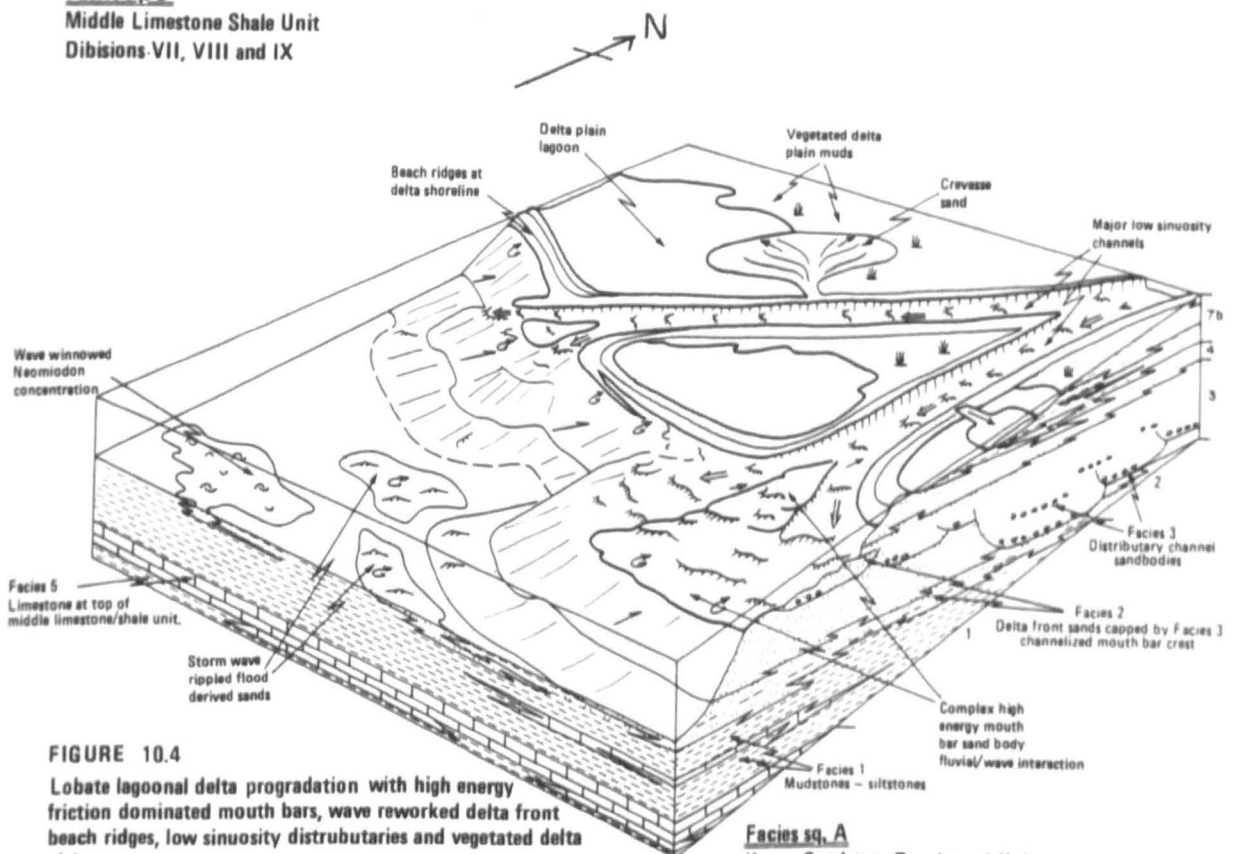 Middle Limestone Shale Unit
Dibisions VII, VIII and IX
N
Delta plain
lagoon
Vegetated delta
plain muds
Beach ridges at
delta shoreline
Crevasse
sand
Major low sinuosity
channels
7b
4
3
2
1
Wave winnowed
Neomiodon
concentration
Facies 3
Distributary channel
sandbodies
Facies 5
Limestone at top of
middle limestone/shale unit.
Facies 2
Delta front sands capped by Facies 3
channelized mouth bar crest
Storm wave
rippled flood
derived sands
Complex high
energy mouth
bar sand body
fluvial/wave interaction
Facies 1
Mudstones – siltstones
FIGURE 10.4
Lobate lagoonal delta progradation with high energy
friction dominated mouth bars, wave reworked delta front
beach ridges, low sinuosity distrubutaries and vegetated delta
Facies sq. A